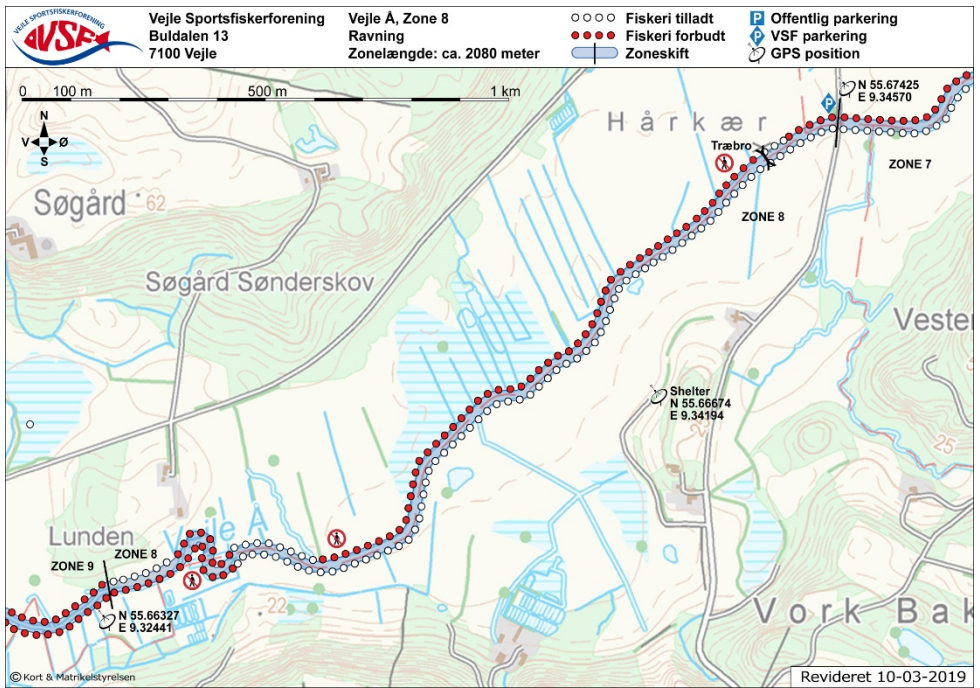 VEJLE SPORTSFISKERFORENING
VSF
Vejle Sportsfiskerforening
Buldalen 13
7100 Vejle
Vejle Å, Zone 8
Ravning
Zonelængde: ca. 2080 meter
Fiskeri tilladt
Fiskeri forbudt
Zoneskift
P Offentlig parkering
P VSF parkering
GPS position
0 100 m 500 m 1 km
N
V Ø
S
N 55.67425
E 9.34570
P
Hårkær
Træbro
ZONE 7
ZONE 8
Søgård
62
Søgård Sønderskov
Vester
Shelter
N 55.66674
E 9.34194
25
Vejle Å
Lunden
ZONE 8
ZONE 9
N 55.66327
E 9.32441
22
Vork Bak
© Kort & Matrikelstyrelsen
Revideret 10-03-2019